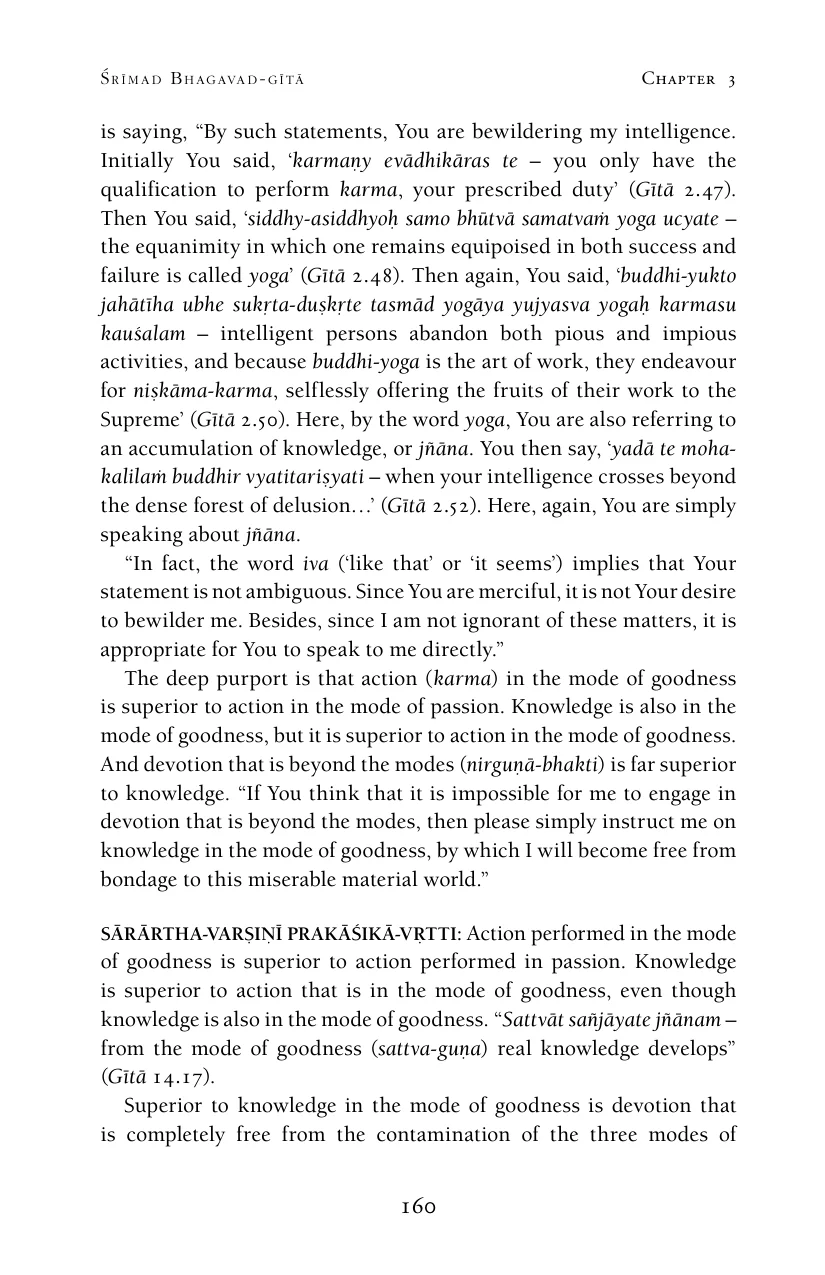 Śrīmad Bhagavad-gītā Chapter 3
is saying, “By such statements, You are bewildering my intelligence.
Initially You said, ‘karmaṇy evādhikāras te – you only have the
qualification to perform karma, your prescribed duty’ (Gītā 2.47).
Then You said, ‘siddhy-asiddhyoḥ samo bhūtvā samatvaṁ yoga ucyate –
the equanimity in which one remains equipoised in both success and
failure is called yoga’ (Gītā 2.48). Then again, You said, ‘buddhi-yukto
jahātīha ubhe sukṛta-duṣkṛte tasmād yogāya yujyasva yogaḥ karmasu
kauśalam – intelligent persons abandon both pious and impious
activities, and because buddhi-yoga is the art of work, they endeavour
for niṣkāma-karma, selflessly offering the fruits of their work to the
Supreme’ (Gītā 2.50). Here, by the word yoga, You are also referring to
an accumulation of knowledge, or jñāna. You then say, ‘yadā te moha-
kalilaṁ buddhir vyatitariṣyati – when your intelligence crosses beyond
the dense forest of delusion…’ (Gītā 2.52). Here, again, You are simply
speaking about jñāna.
“In fact, the word iva (‘like that’ or ‘it seems’) implies that Your
statement is not ambiguous. Since You are merciful, it is not Your desire
to bewilder me. Besides, since I am not ignorant of these matters, it is
appropriate for You to speak to me directly.”
The deep purport is that action (karma) in the mode of goodness
is superior to action in the mode of passion. Knowledge is also in the
mode of goodness, but it is superior to action in the mode of goodness.
And devotion that is beyond the modes (nirguṇā-bhakti) is far superior
to knowledge. “If You think that it is impossible for me to engage in
devotion that is beyond the modes, then please simply instruct me on
knowledge in the mode of goodness, by which I will become free from
bondage to this miserable material world.”
SĀRĀRTHA-VARṢIṆĪ PRAKĀŚIKĀ-VṚTTI: Action performed in the mode
of goodness is superior to action performed in passion. Knowledge
is superior to action that is in the mode of goodness, even though
knowledge is also in the mode of goodness. “Sattvāt sañjāyate jñānam –
from the mode of goodness (sattva-guṇa) real knowledge develops”
(Gītā 14.17).
Superior to knowledge in the mode of goodness is devotion that
is completely free from the contamination of the three modes of
160